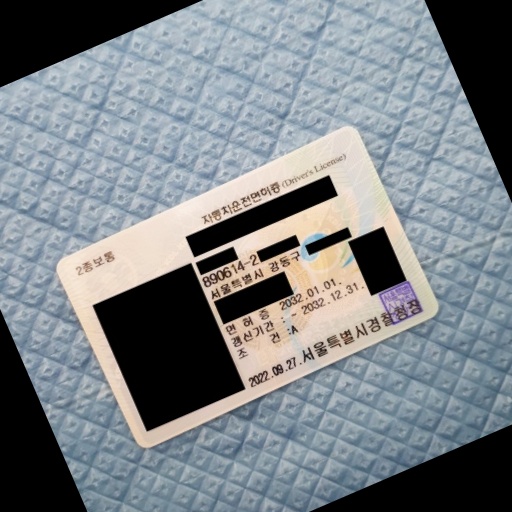 자동차운전면허증 (Driver's License)
2종보통
890614-2
서울특별시 강동구
면 허 증 2032.01.01.
갱신기간 : ~ 2032.12.31.
조 건 :A
2022.09.27.서울특별시경찰청장